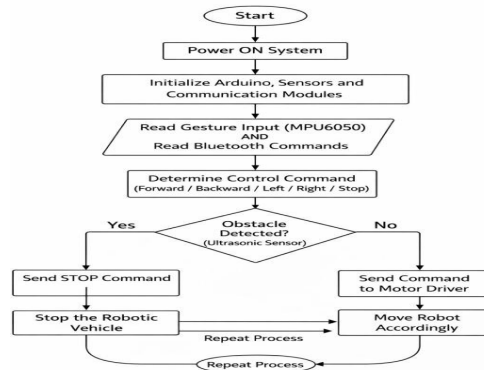 Start
Power ON System
Initialize Arduino, Sensors and
Communication Modules
Read Gesture Input (MPU6050)
AND
Read Bluetooth Commands
Determine Control Command
(Forward / Backward / Left / Right / Stop)
Yes
Obstacle
Detected?
(Ultrasonic Sensor)
No
Send STOP Command
Send Command
to Motor Driver
Stop the Robotic
Vehicle
Move Robot
Accordingly
Repeat Process
Repeat Process